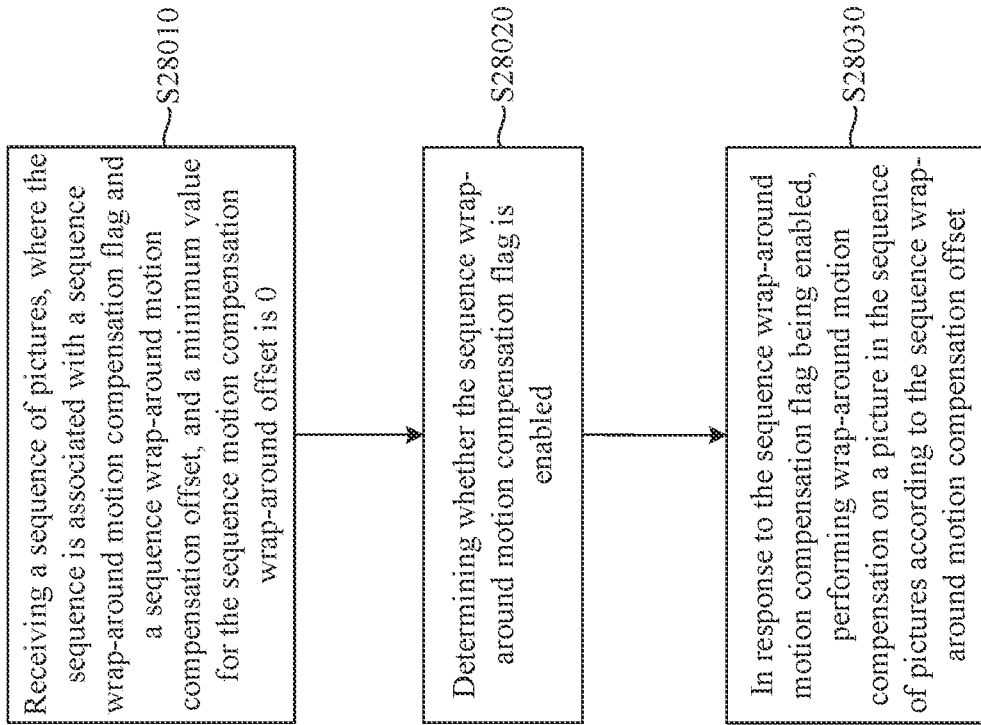 Receiving a sequence of pictures, where the
sequence is associated with a sequence
wrap-around motion compensation flag and
a sequence wrap-around motion
compensation offset, and a minimum value
for the sequence motion compensation
wrap-around offset is 0
S28010
Determining whether the sequence wrap-
around motion compensation flag is
enabled
S28020
In response to the sequence wrap-around
motion compensation flag being enabled,
performing wrap-around motion
compensation on a picture in the sequence
of pictures according to the sequence wrap-
around motion compensation offset
S28030